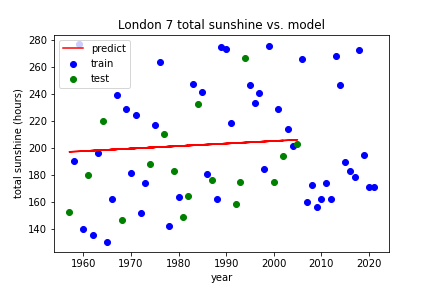 London 7 total sunshine vs. model
predict
train
test
total sunshine (hours)
280
260
240
220
200
180
160
140
1960
1970
1980
1990
2000
2010
2020
year